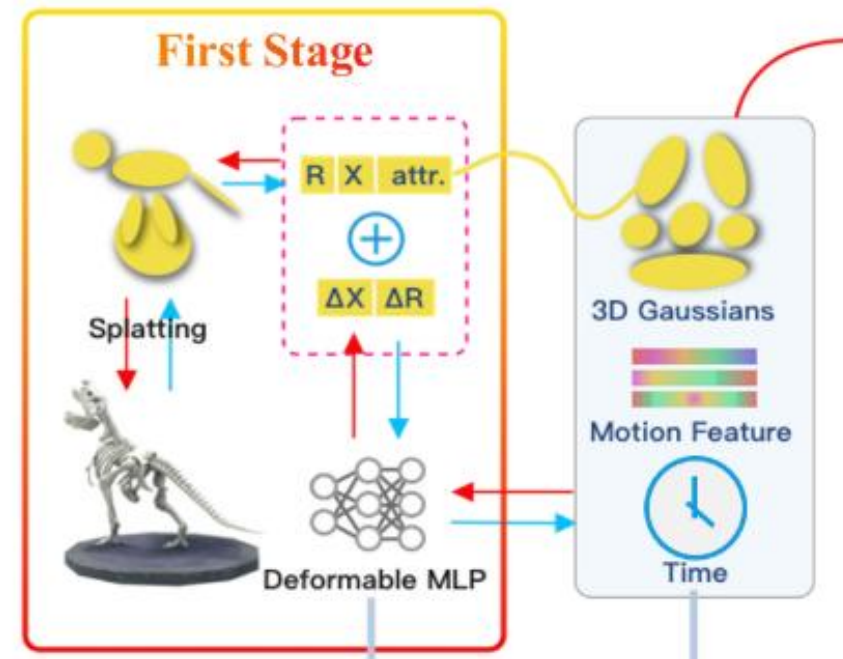 First Stage
R X attr.
ΔX ΔR
Splatting
Deformable MLP
3D Gaussians
Motion Feature
Time